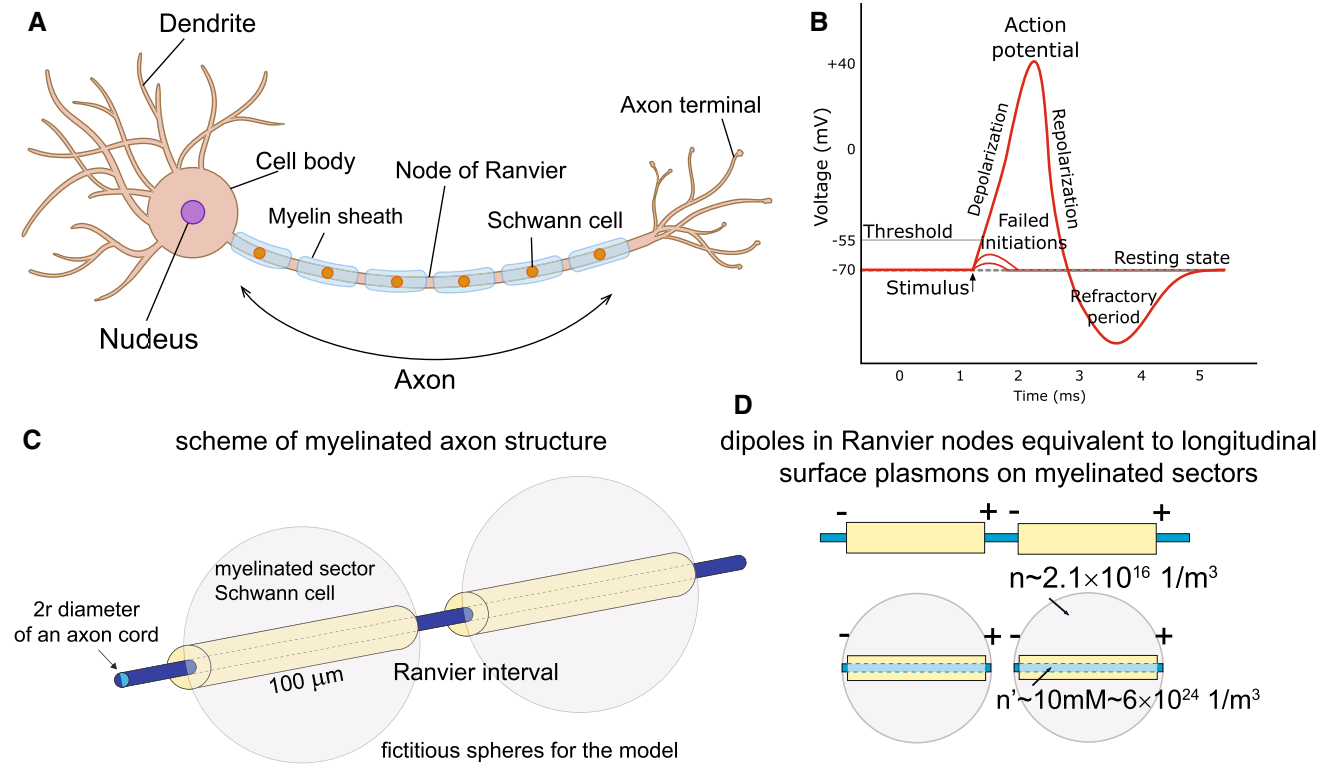 A
Dendrite
Cell body
Node of Ranvier
Axon terminal
Myelin sheath
Schwann cell
Nudeus
Axon
B
Action
potential
+40
0
-55
-70
Voltage (mV)
Depolarization
Repolarization
Threshold
Failed
initiations
Resting state
Stimulus
Refractory
period
0 1 2 3 4 5
Time (ms)
C
scheme of myelinated axon structure
myelinated sector
Schwann cell
2r diameter
of an axon cord
100 μm
Ranvier interval
fictitious spheres for the model
D
dipoles in Ranvier nodes equivalent to longitudinal
surface plasmons on myelinated sectors
- + - +
n~2.1×10¹⁶ 1/m³
- + - +
n’~10mM~6×10²⁴ 1/m³